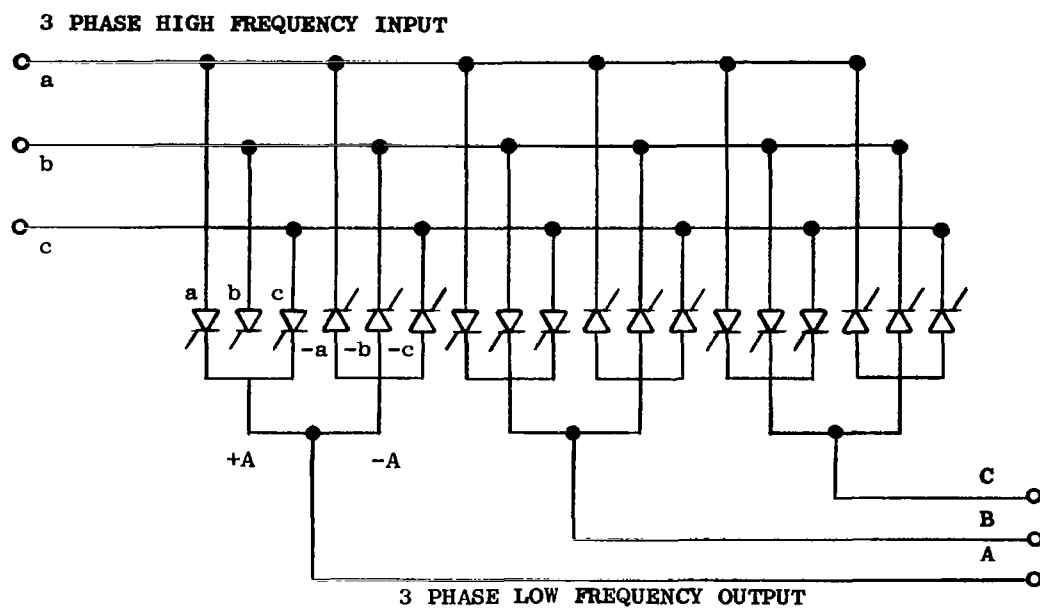 3 PHASE HIGH FREQUENCY INPUT
a
b
c
a b c
-a -b -c
+A -A
C
B
A
3 PHASE LOW FREQUENCY OUTPUT